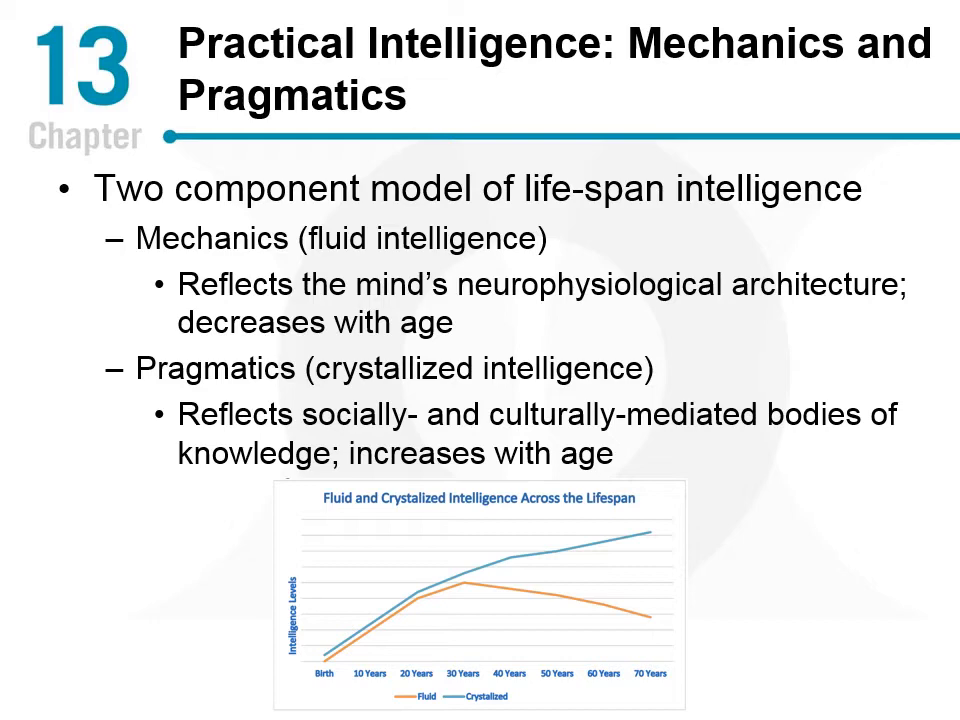 13
Chapter
Practical Intelligence: Mechanics and
Pragmatics
• Two component model of life-span intelligence
– Mechanics (fluid intelligence)
• Reflects the mind’s neurophysiological architecture;
decreases with age
– Pragmatics (crystallized intelligence)
• Reflects socially- and culturally-mediated bodies of
knowledge; increases with age
Fluid and Crystalized Intelligence Across the Lifespan
Intelligence Levels
Birth 10 Years 20 Years 30 Years 40 Years 50 Years 60 Years 70 Years
Fluid Crystalized